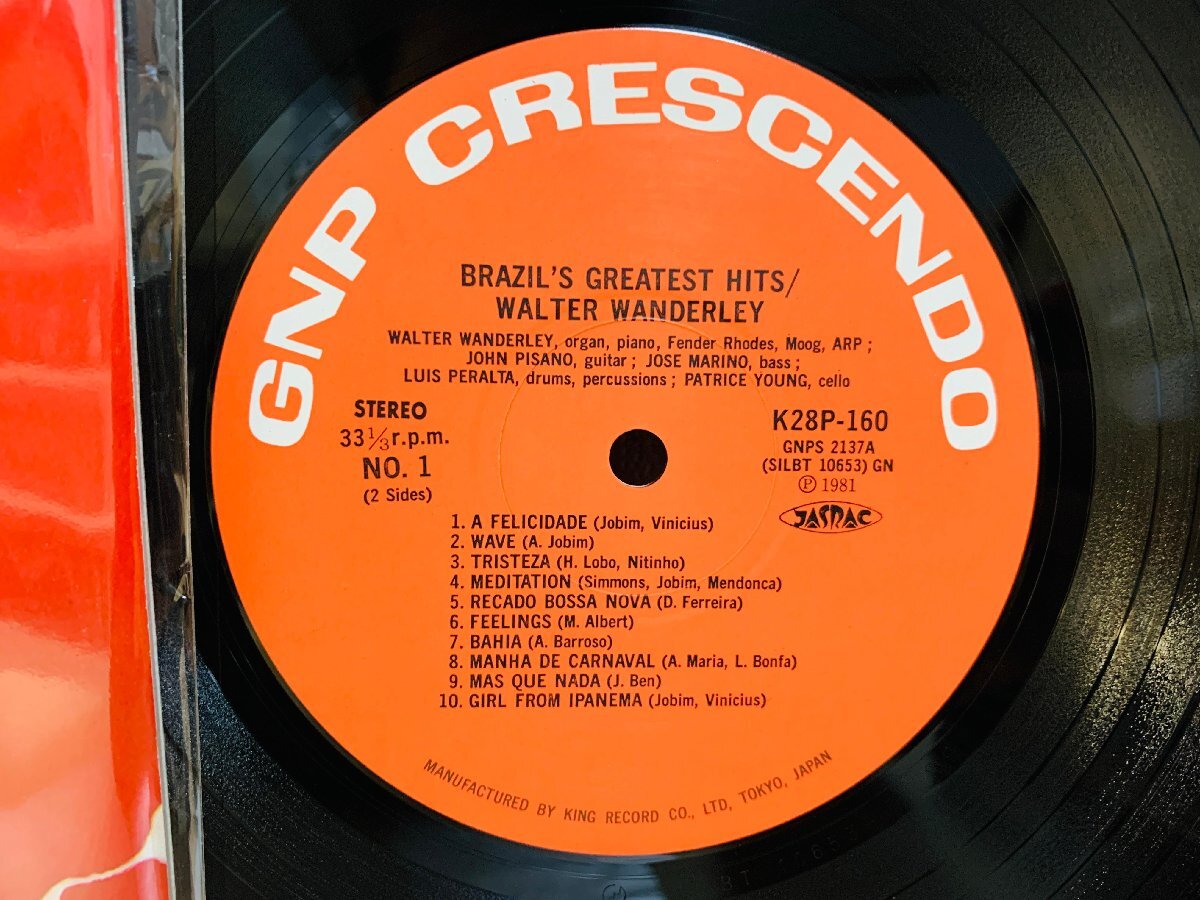 GNP CRESCENDO
BRAZIL'S GREATEST HITS/
WALTER WANDERLEY
WALTER WANDERLEY, organ, piano, Fender Rhodes, Moog, ARP ;
JOHN PISANO, guitar ; JOSE MARINO, bass ;
LUIS PERALTA, drums, percussions ; PATRICE YOUNG, cello
STEREO
33 1/3 r.p.m.
NO. 1
(2 Sides)
K28P-160
GNPS 2137A
(SILBT 10653) GN
Ⓟ 1981
JASRAC
1. A FELICIDADE (Jobim, Vinicius)
2. WAVE (A. Jobim)
3. TRISTEZA (H. Lobo, Nitinho)
4. MEDITATION (Simmons, Jobim, Mendonca)
5. RECADO BOSSA NOVA (D. Ferreira)
6. FEELINGS (M. Albert)
7. BAHIA (A. Barroso)
8. MANHA DE CARNAVAL (A. Maria, L. Bonfa)
9. MAS QUE NADA (J. Ben)
10. GIRL FROM IPANEMA (Jobim, Vinicius)
MANUFACTURED BY KING RECORD CO., LTD, TOKYO, JAPAN